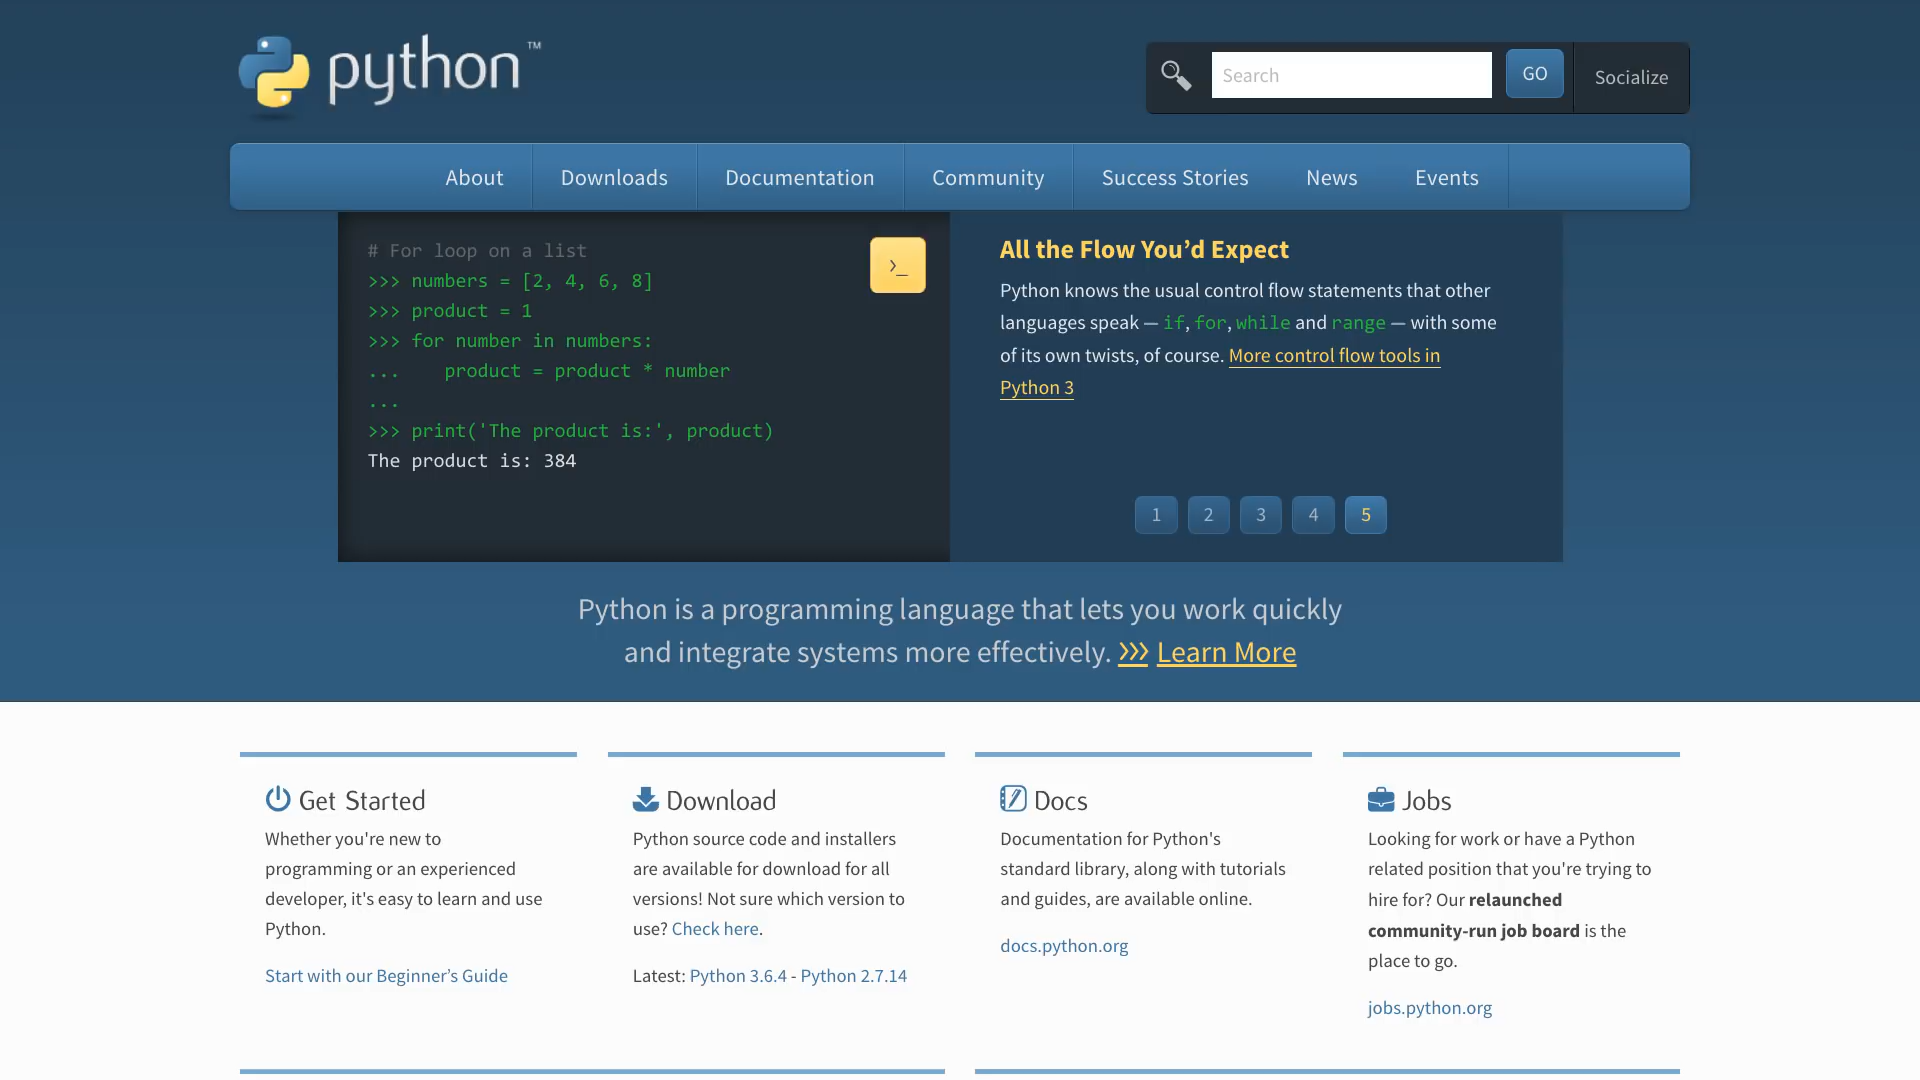 python™
Search
GO
Socialize
About
Downloads
Documentation
Community
Success Stories
News
Events
# For loop on a list
>>> numbers = [2, 4, 6, 8]
>>> product = 1
>>> for number in numbers:
...    product = product * number
...
>>> print('The product is:', product)
The product is: 384
>_
All the Flow You’d Expect
Python knows the usual control flow statements that other
languages speak — if, for, while and range — with some
of its own twists, of course. More control flow tools in
Python 3
1 2 3 4 5
Python is a programming language that lets you work quickly
and integrate systems more effectively. >>> Learn More
Get Started
Whether you're new to
programming or an experienced
developer, it's easy to learn and use
Python.
Start with our Beginner’s Guide
Download
Python source code and installers
are available for download for all
versions! Not sure which version to
use? Check here.
Latest: Python 3.6.4 - Python 2.7.14
Docs
Documentation for Python's
standard library, along with tutorials
and guides, are available online.
docs.python.org
Jobs
Looking for work or have a Python
related position that you're trying to
hire for? Our relaunched
community-run job board is the
place to go.
jobs.python.org